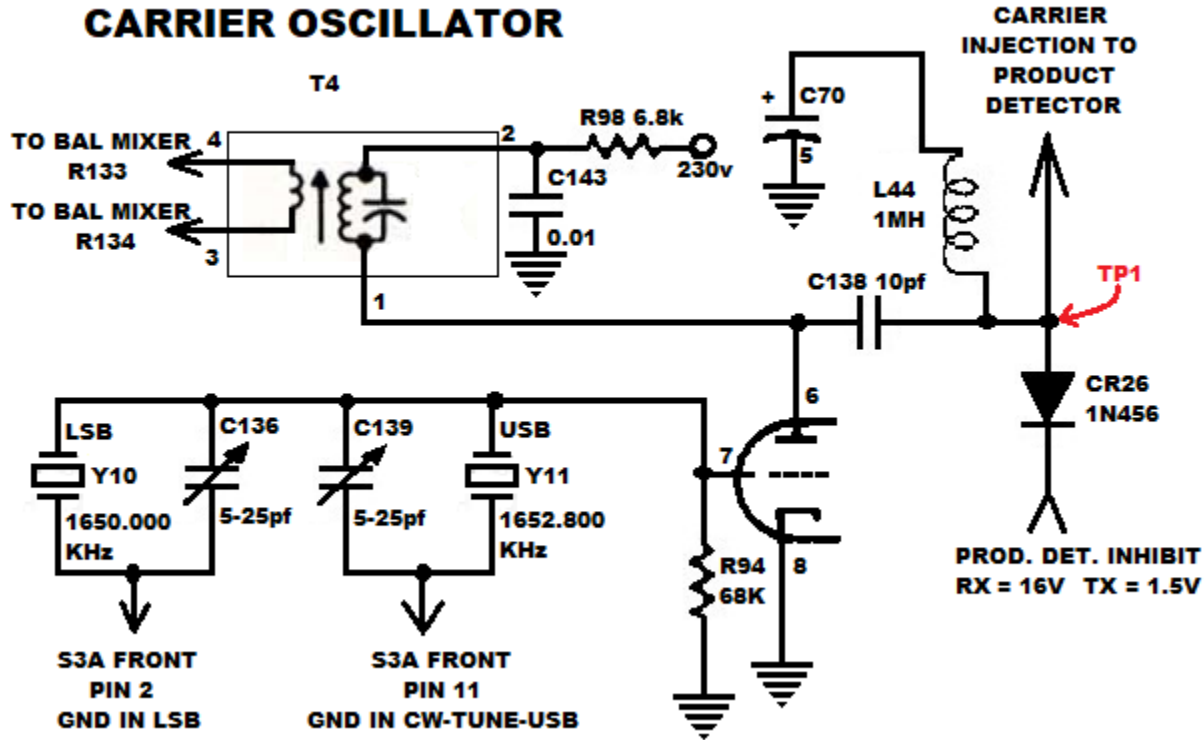 CARRIER OSCILLATOR
CARRIER
INJECTION TO
PRODUCT
DETECTOR
T4
+ C70
5
R98 6.8k
230v
TO BAL MIXER
R133
4
2
C143
0.01
TO BAL MIXER
R134
3
1
L44
1MH
C138 10pf
TP1
CR26
1N456
LSB
Y10
1650.000
KHz
C136
5-25pf
C139
5-25pf
USB
Y11
1652.800
KHz
6
7
8
R94
68K
PROD. DET. INHIBIT
RX = 16V TX = 1.5V
S3A FRONT
PIN 2
GND IN LSB
S3A FRONT
PIN 11
GND IN CW-TUNE-USB